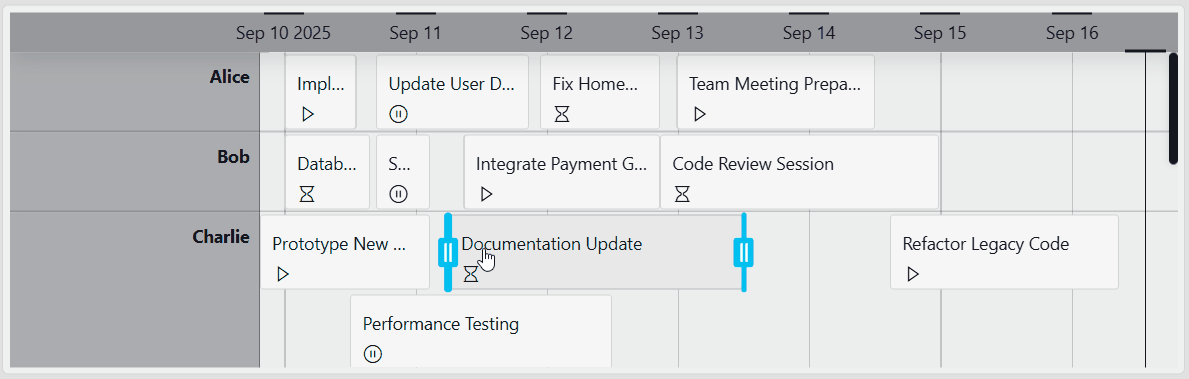 Sep 10 2025 Sep 11 Sep 12 Sep 13 Sep 14 Sep 15 Sep 16
Alice
Impl... Update User D... Fix Home... Team Meeting Prepa...
Bob
Datab... S... Integrate Payment G... Code Review Session
Charlie
Prototype New ... Documentation Update Refactor Legacy Code
Performance Testing